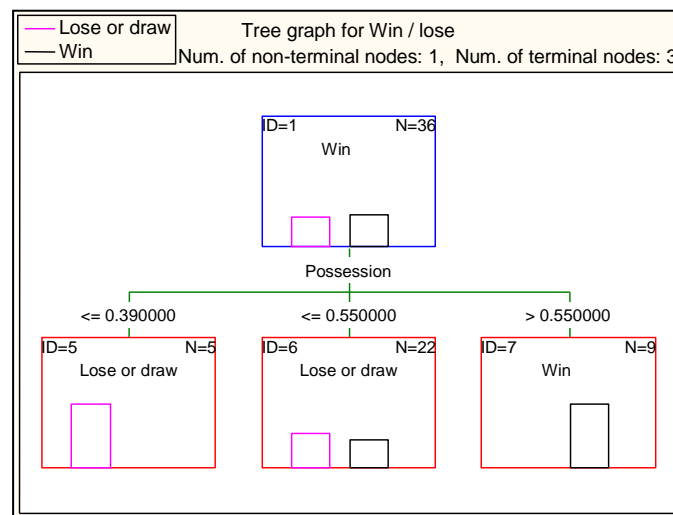 Lose or draw
Win
Tree graph for Win / lose
Num. of non-terminal nodes: 1,  Num. of terminal nodes: 3
ID=1 N=36
Win
Possession
<= 0.390000 <= 0.550000 > 0.550000
ID=5 N=5 ID=6 N=22 ID=7 N=9
Lose or draw Lose or draw Win